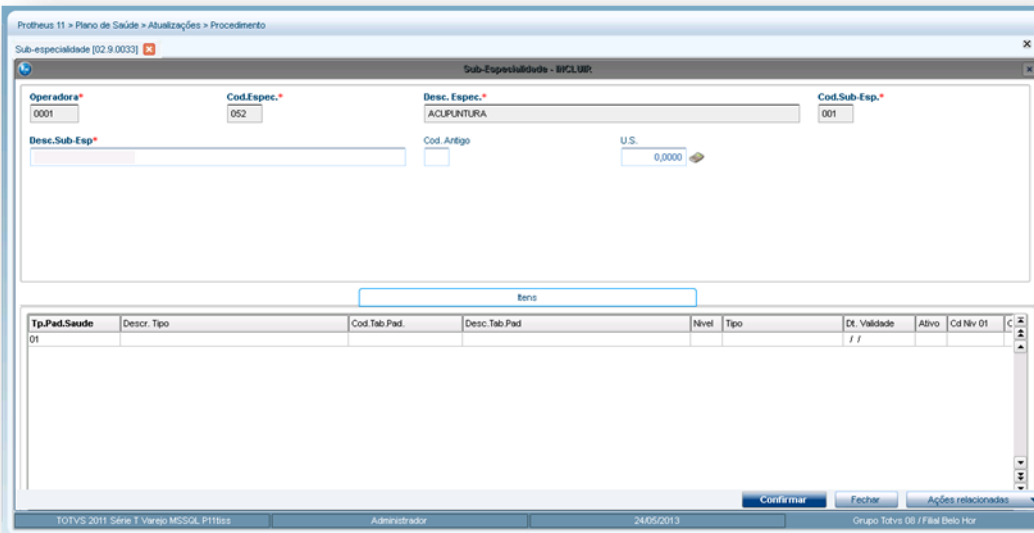 Protheus 11 > Plano de Saúde > Atualizações > Procedimento
Sub-especialidade [02.9.0033]
Sub-Especialidade - INCLUIR
Operadora* Cod.Espec.* Desc. Espec.* Cod.Sub-Esp.*
0001 052 ACUPUNTURA 001
Desc.Sub-Esp* Cod. Antigo U.S.
0,0000
Itens
Tp.Pad.Saude Descr. Tipo Cod.Tab.Pad. Desc.Tab.Pad Nivel Tipo Dt. Validade Ativo Cd Niv 01
01 / /
Confirmar Fechar Ações relacionadas
TOTVS 2011 Série T Varejo MSSQL P11tiss Administrador 24/05/2013 Grupo Totvs 08 / Filial Belo Hor